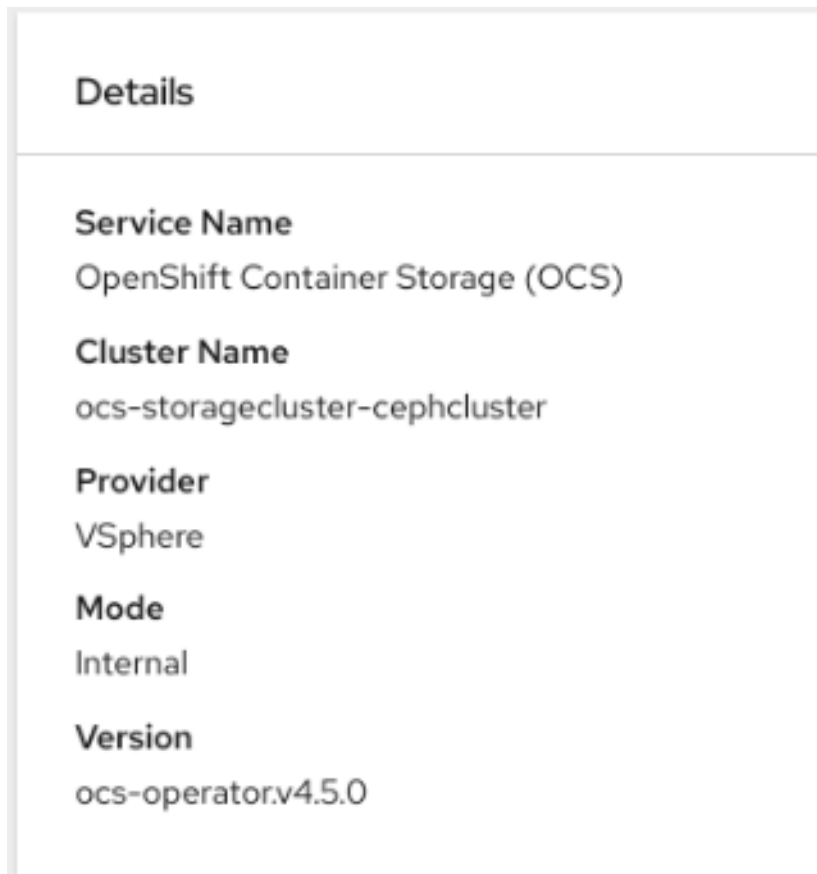 Details
Service Name
OpenShift Container Storage (OCS)
Cluster Name
ocs-storagecluster-cephcluster
Provider
VSphere
Mode
Internal
Version
ocs-operator.v4.5.0